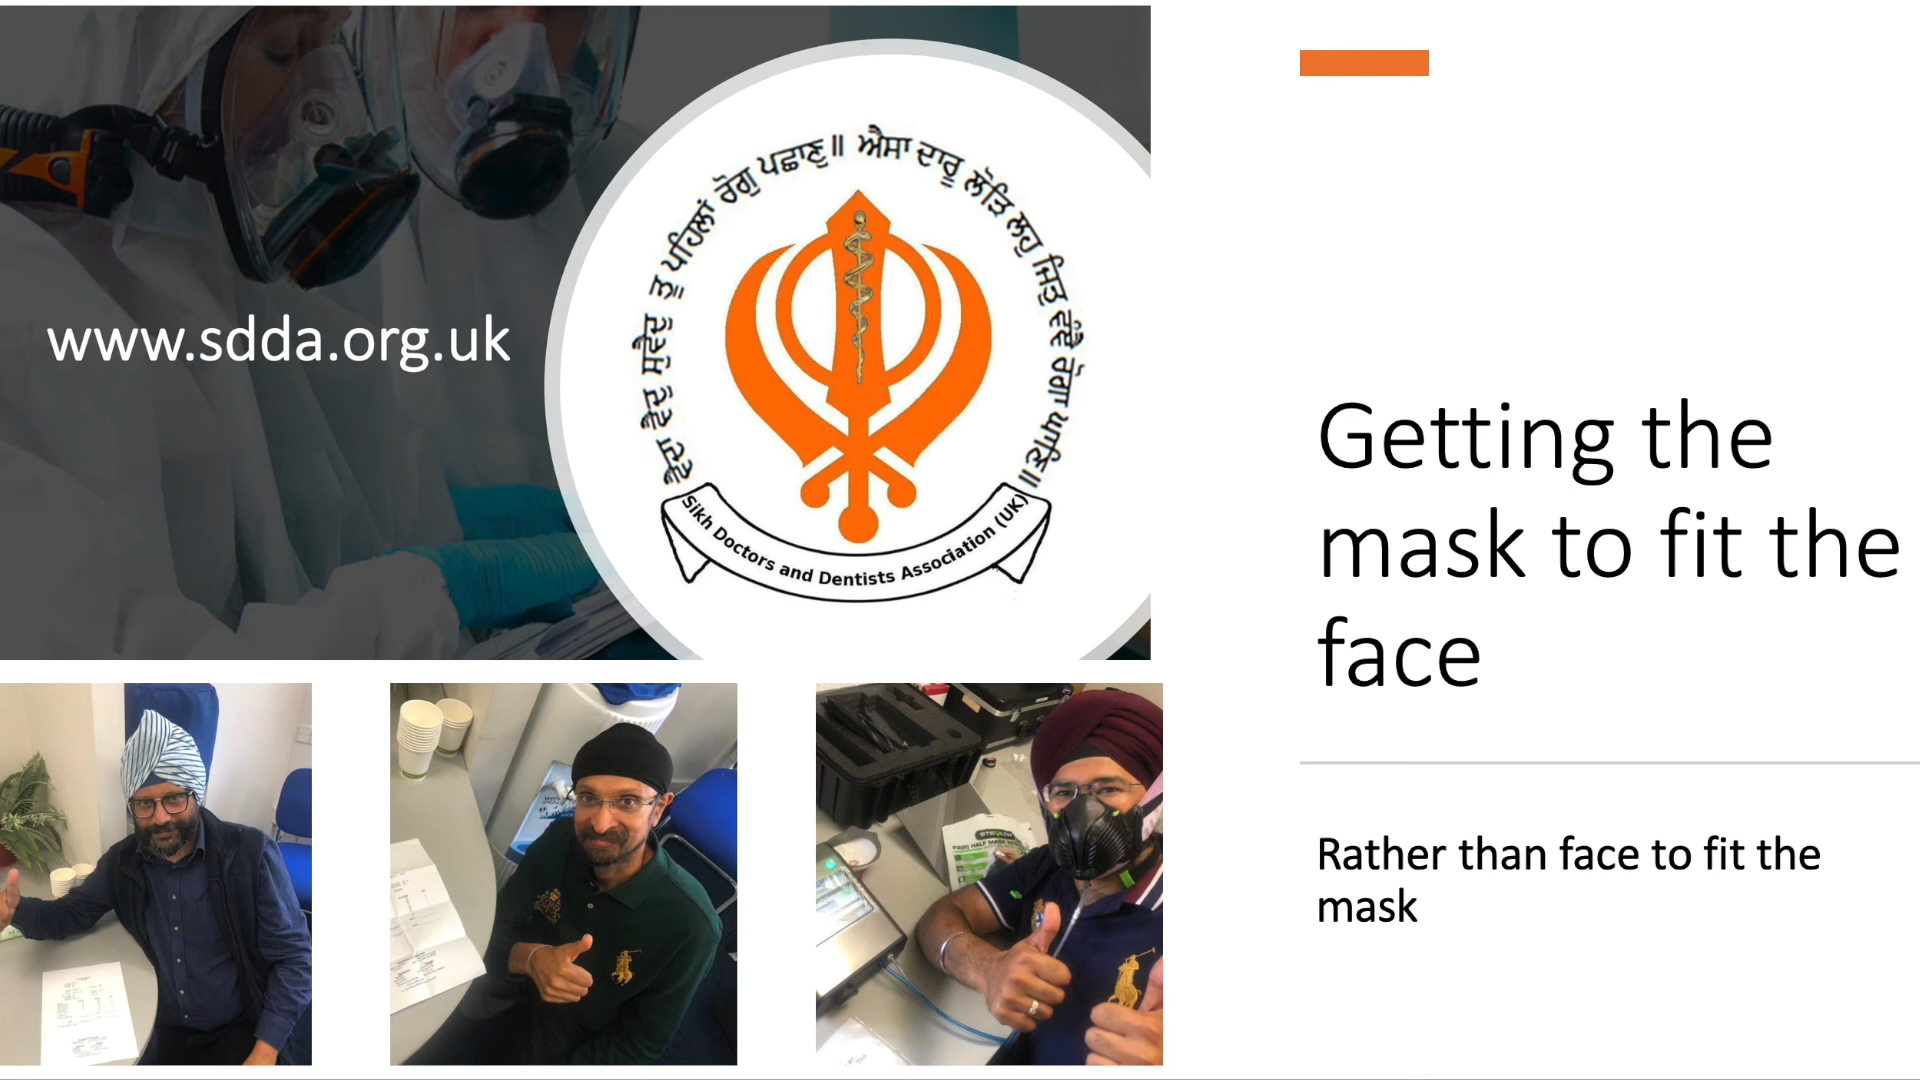 www.sdda.org.uk
ਵੈਦਾ ਵੈਦੁ ਸੁਵੈਦੁ ਤੂ ਪਹਿਲਾਂ ਰੋਗੁ ਪਛਾਣੁ॥ ਐਸਾ ਦਾਰੂ ਲੋੜਿ ਲਹੁ ਜਿਤੁ ਵੰਞੈ ਰੋਗਾ ਘਾਣਿ॥
Sikh Doctors and Dentists Association (UK)
Getting the
mask to fit the
face
Rather than face to fit the
mask
STEALTH